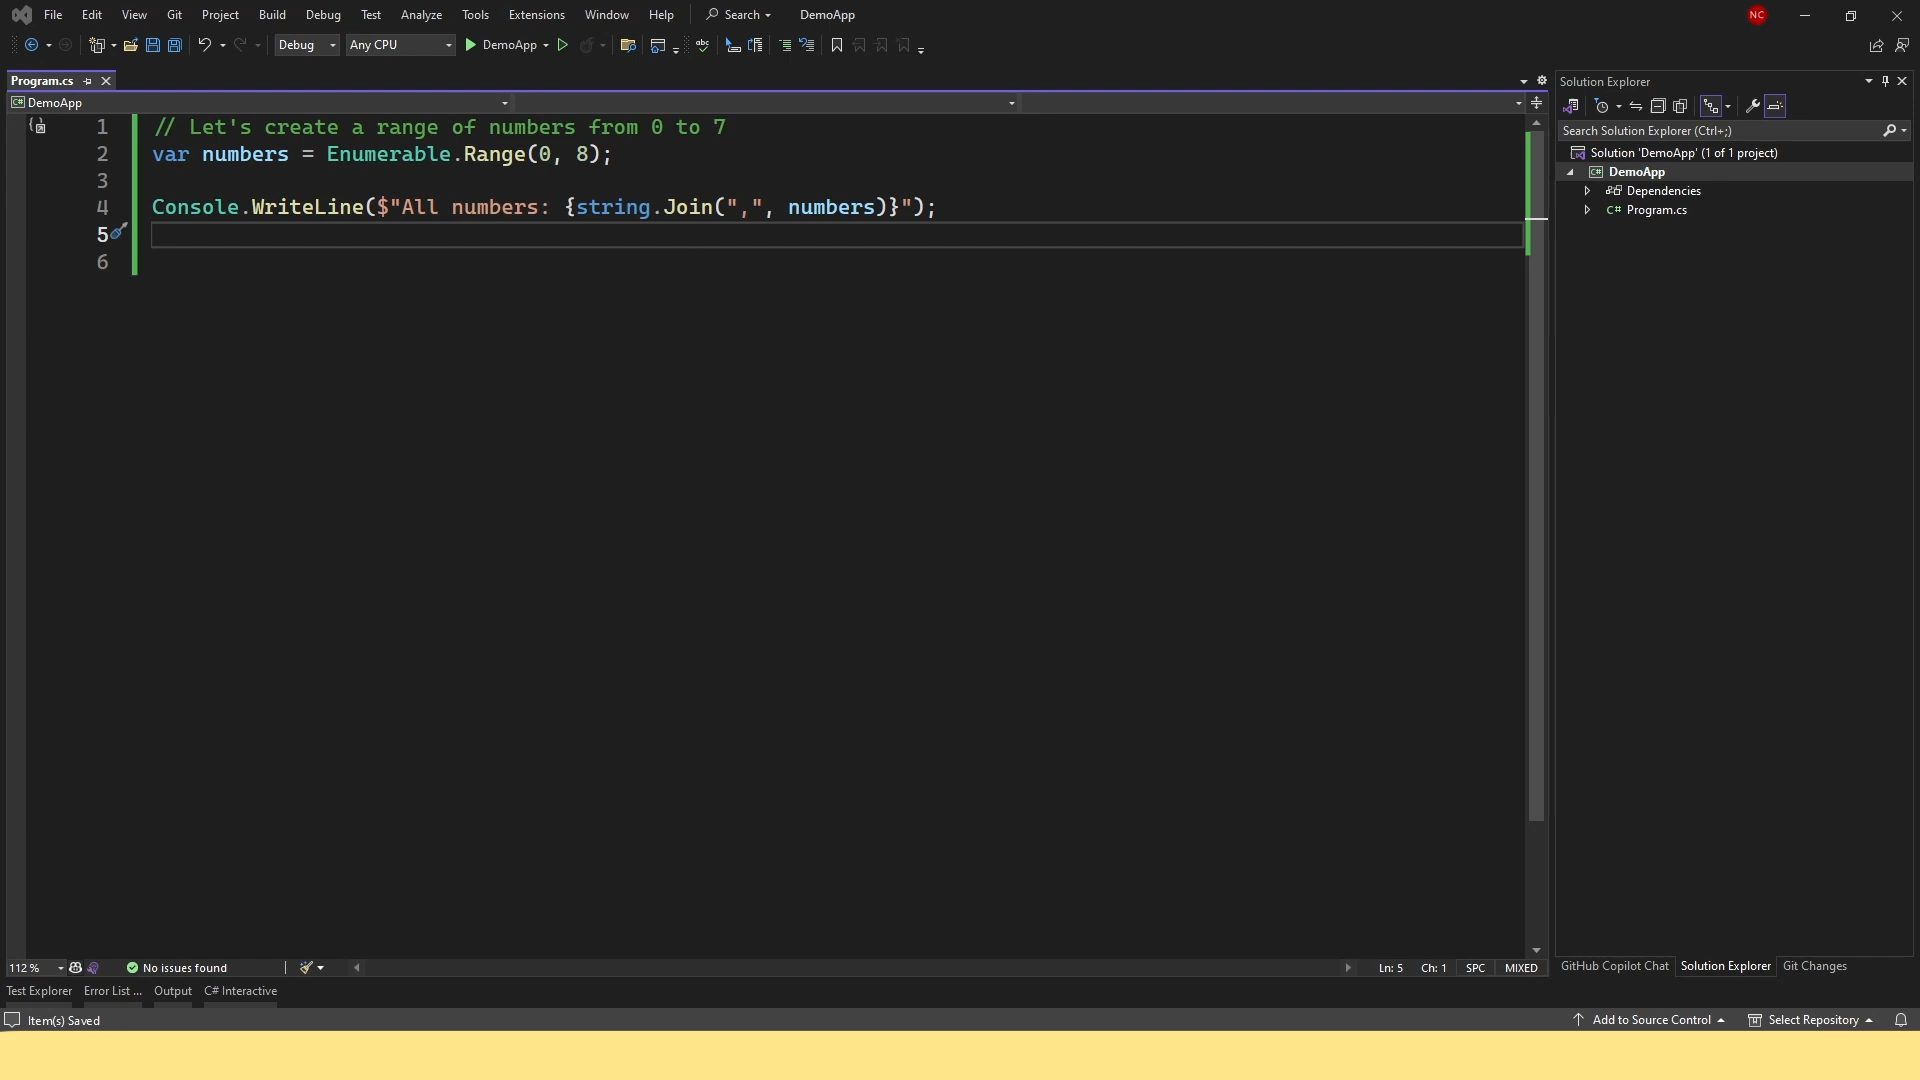 File Edit View Git Project Build Debug Test Analyze Tools Extensions Window Help Search DemoApp NC
Debug Any CPU DemoApp
Program.cs
Solution Explorer
DemoApp
Search Solution Explorer (Ctrl+;)
Solution 'DemoApp' (1 of 1 project)
DemoApp
Dependencies
C# Program.cs
1 // Let's create a range of numbers from 0 to 7
2 var numbers = Enumerable.Range(0, 8);
3
4 Console.WriteLine($"All numbers: {string.Join(",", numbers)}");
5
6
112 % No issues found Ln: 5 Ch: 1 SPC MIXED
GitHub Copilot Chat Solution Explorer Git Changes
Test Explorer Error List ... Output C# Interactive
Item(s) Saved Add to Source Control Select Repository